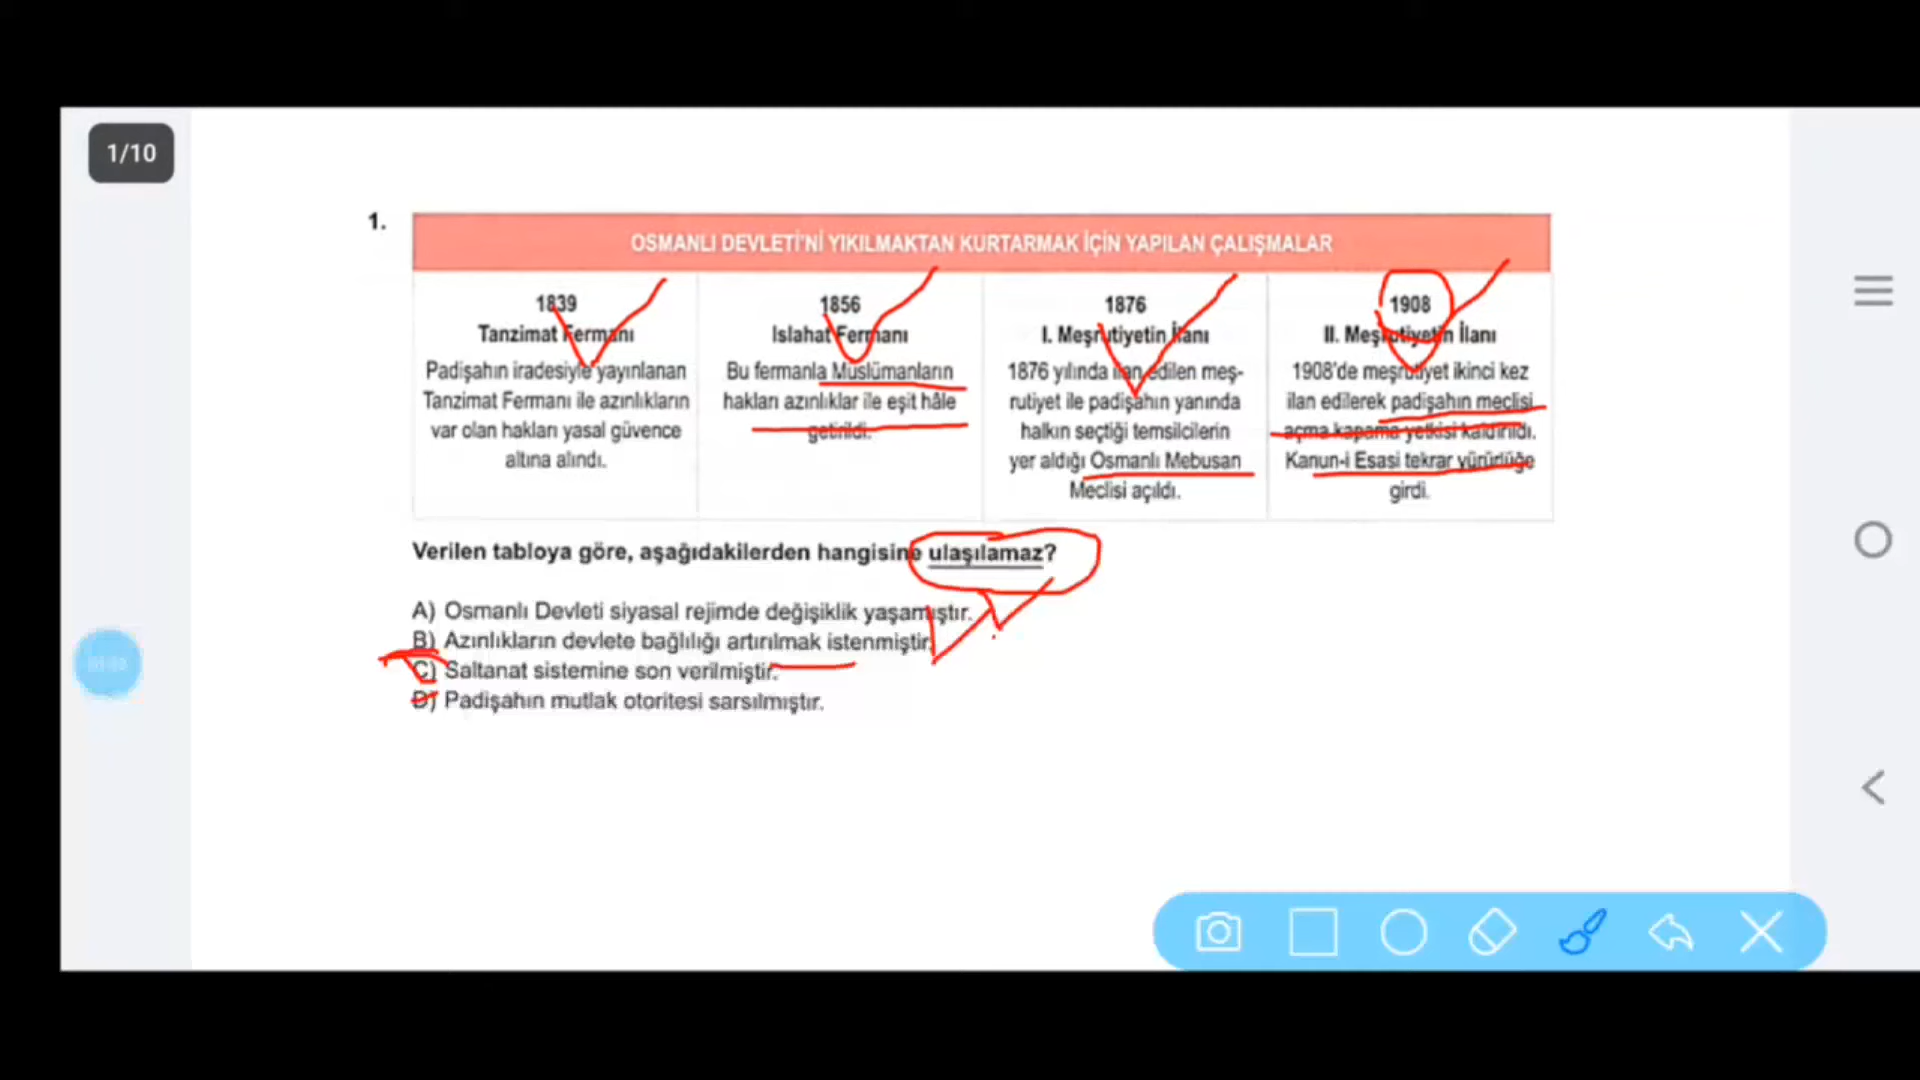 1/10
1.
OSMANLI DEVLETİ'Nİ YIKILMAKTAN KURTARMAK İÇİN YAPILAN ÇALIŞMALAR
1839
Tanzimat Fermanı
Padişahın iradesiyle yayınlanan
Tanzimat Fermanı ile azınlıkların
var olan hakları yasal güvence
altına alındı.
1856
Islahat Fermanı
Bu fermanla Müslümanların
hakları azınlıklar ile eşit hâle
getirildi.
1876
I. Meşrutiyetin İlanı
1876 yılında ilan edilen meş-
rutiyet ile padişahın yanında
halkın seçtiği temsilcilerin
yer aldığı Osmanlı Mebusan
Meclisi açıldı.
1908
II. Meşrutiyetin İlanı
1908'de meşrutiyet ikinci kez
ilan edilerek padişahın meclisi
açma kapama yetkisi kaldırıldı.
Kanun-i Esasi tekrar yürürlüğe
girdi.
Verilen tabloya göre, aşağıdakilerden hangisine ulaşılamaz?
A) Osmanlı Devleti siyasal rejimde değişiklik yaşamıştır.
B) Azınlıkların devlete bağlılığı artırılmak istenmiştir.
C) Saltanat sistemine son verilmiştir.
D) Padişahın mutlak otoritesi sarsılmıştır.